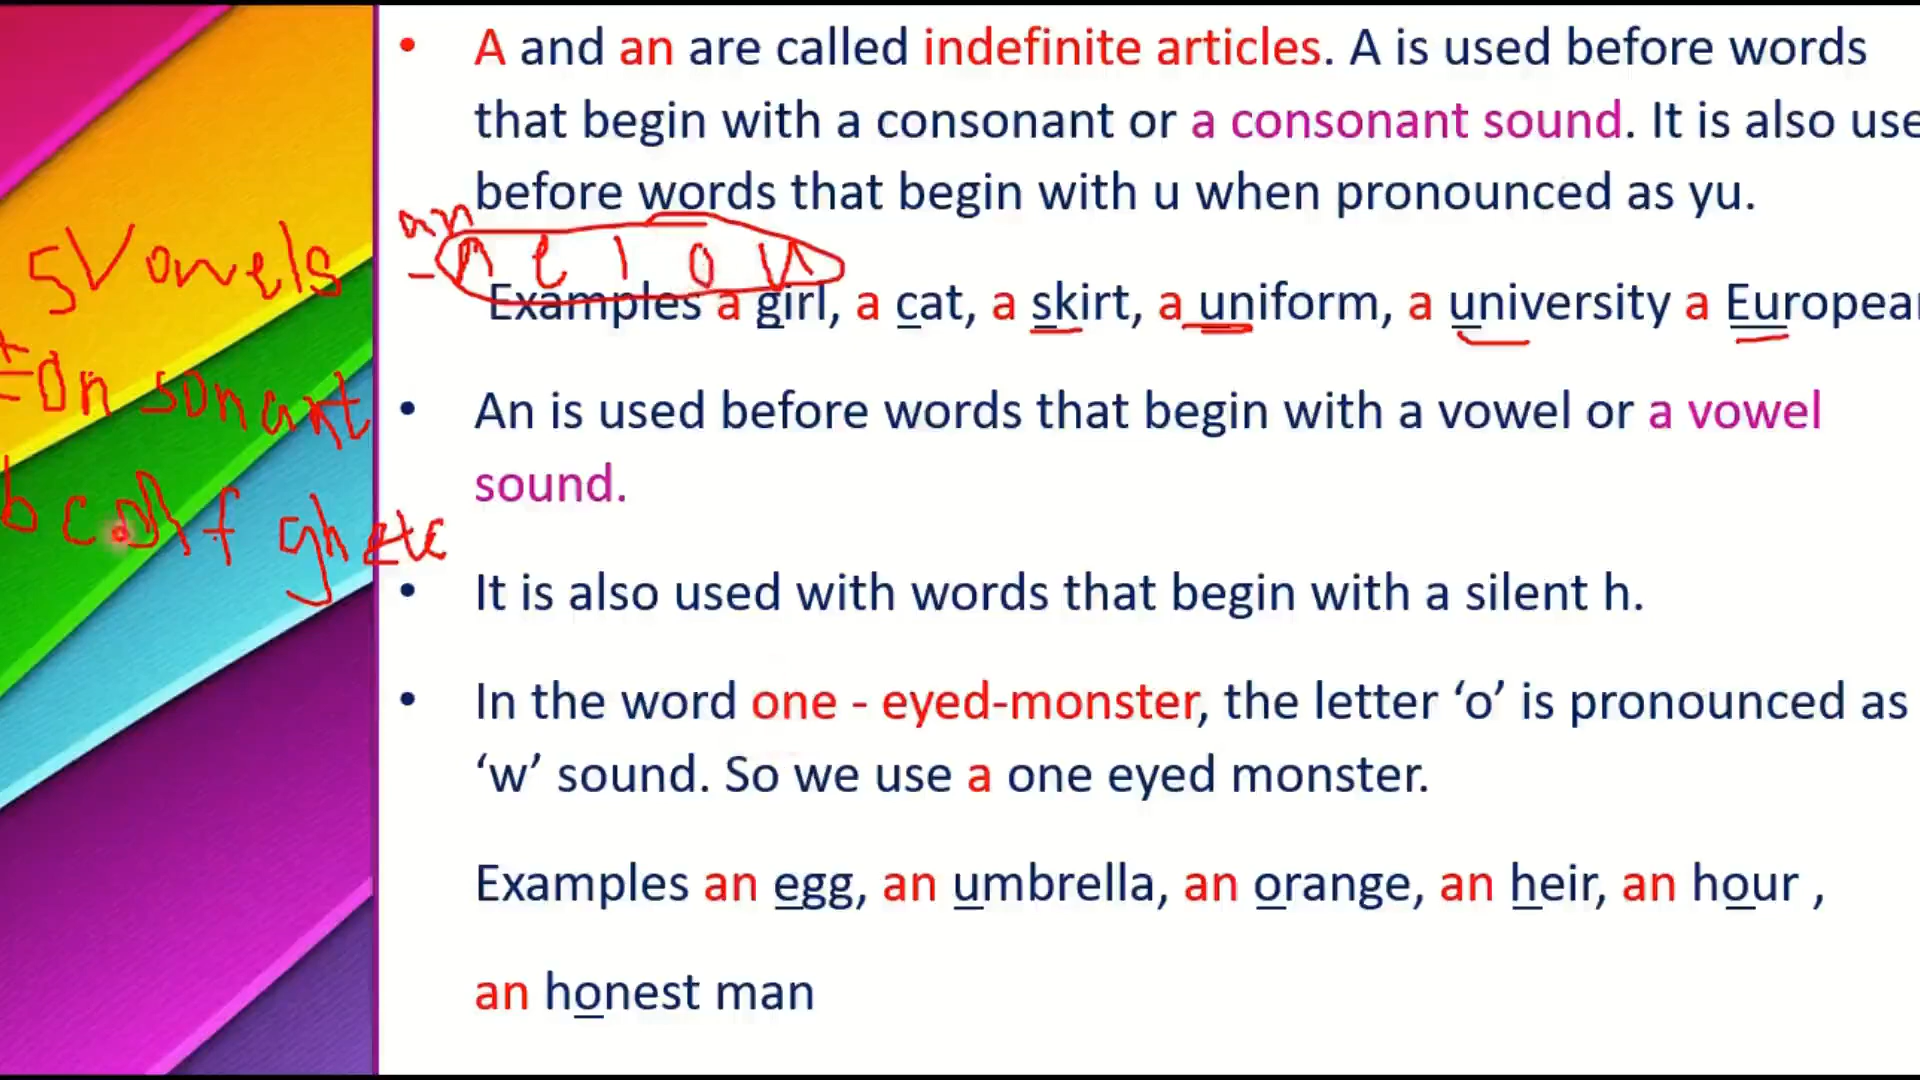 • A and an are called indefinite articles. A is used before words
that begin with a consonant or a consonant sound. It is also use
before words that begin with u when pronounced as yu.
an
a e i o u
5 Vowels
Examples a girl, a cat, a skirt, a uniform, a university a European
onsonant
• An is used before words that begin with a vowel or a vowel
sound.
b c d f g h etc
• It is also used with words that begin with a silent h.
• In the word one - eyed-monster, the letter ‘o’ is pronounced as
‘w’ sound. So we use a one eyed monster.
Examples an egg, an umbrella, an orange, an heir, an hour ,
an honest man